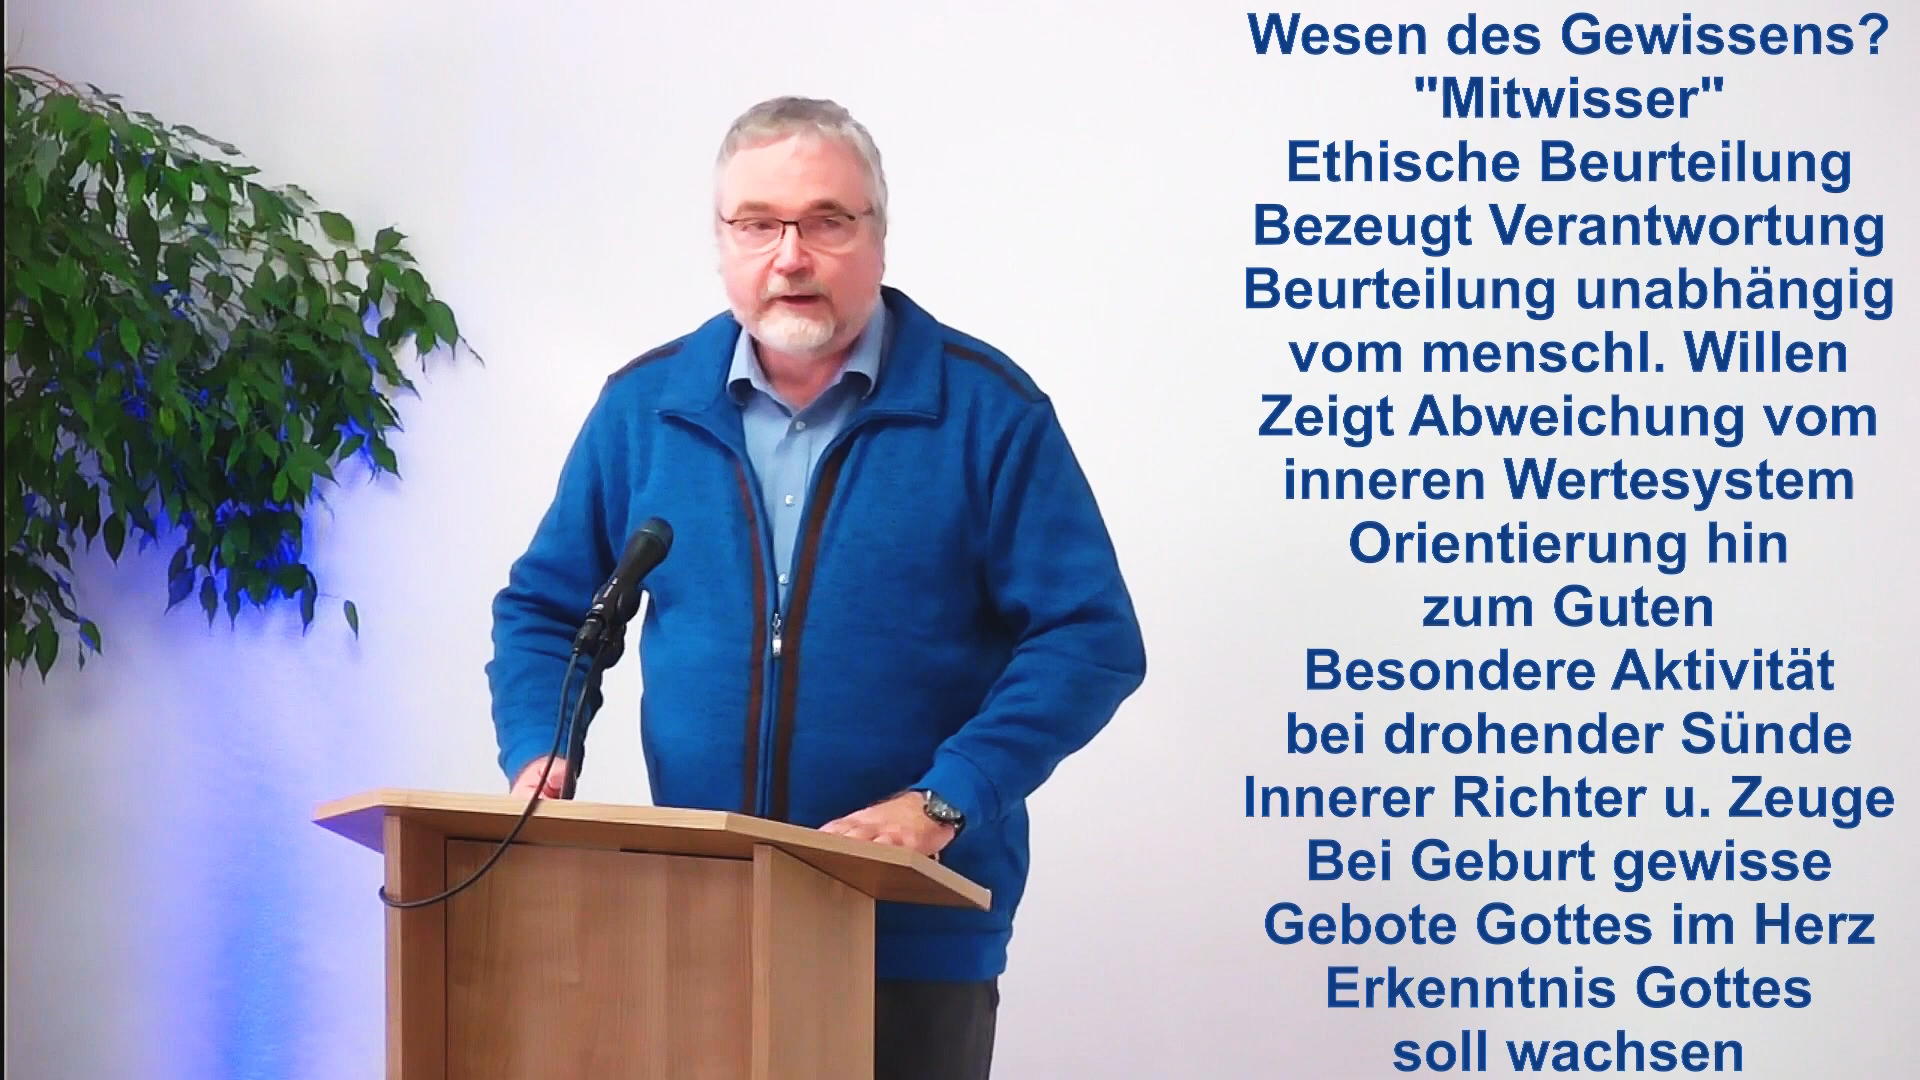 Wesen des Gewissens?
"Mitwisser"
Ethische Beurteilung
Bezeugt Verantwortung
Beurteilung unabhängig
vom menschl. Willen
Zeigt Abweichung vom
inneren Wertesystem
Orientierung hin
zum Guten
Besondere Aktivität
bei drohender Sünde
Innerer Richter u. Zeuge
Bei Geburt gewisse
Gebote Gottes im Herz
Erkenntnis Gottes
soll wachsen